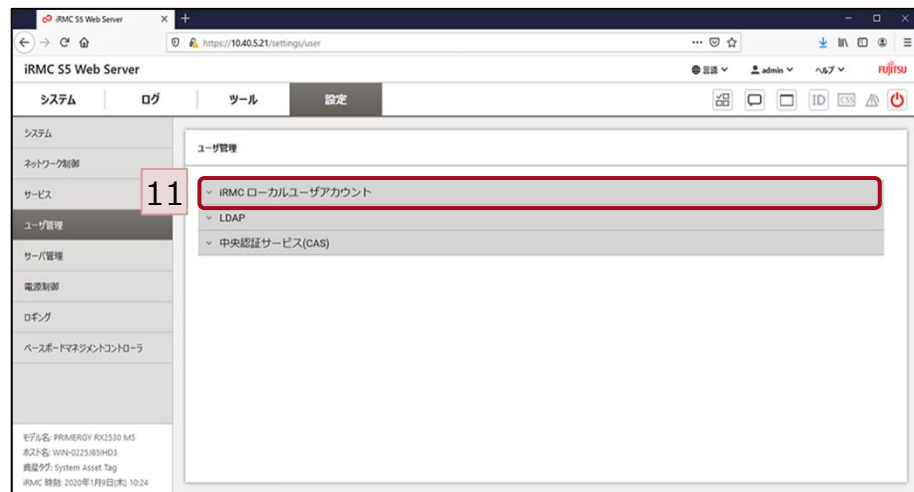 iRMC S5 Web Server
https://10.40.5.21/settings/user
iRMC S5 Web Server
言語
admin
ヘルプ
FUJITSU
システム
ログ
ツール
設定
ID
CSS
システム
ネットワーク制御
サービス
ユーザ管理
サーバ管理
電源制御
ロギング
ベースボードマネジメントコントローラ
ユーザ管理
11
iRMC ローカルユーザアカウント
LDAP
中央認証サービス(CAS)
モデル名: PRIMERGY RX2530 M5
ホスト名: WIN-0225J85IHD3
資産タグ: System Asset Tag
iRMC 時刻: 2020年1月9日(木) 10:24